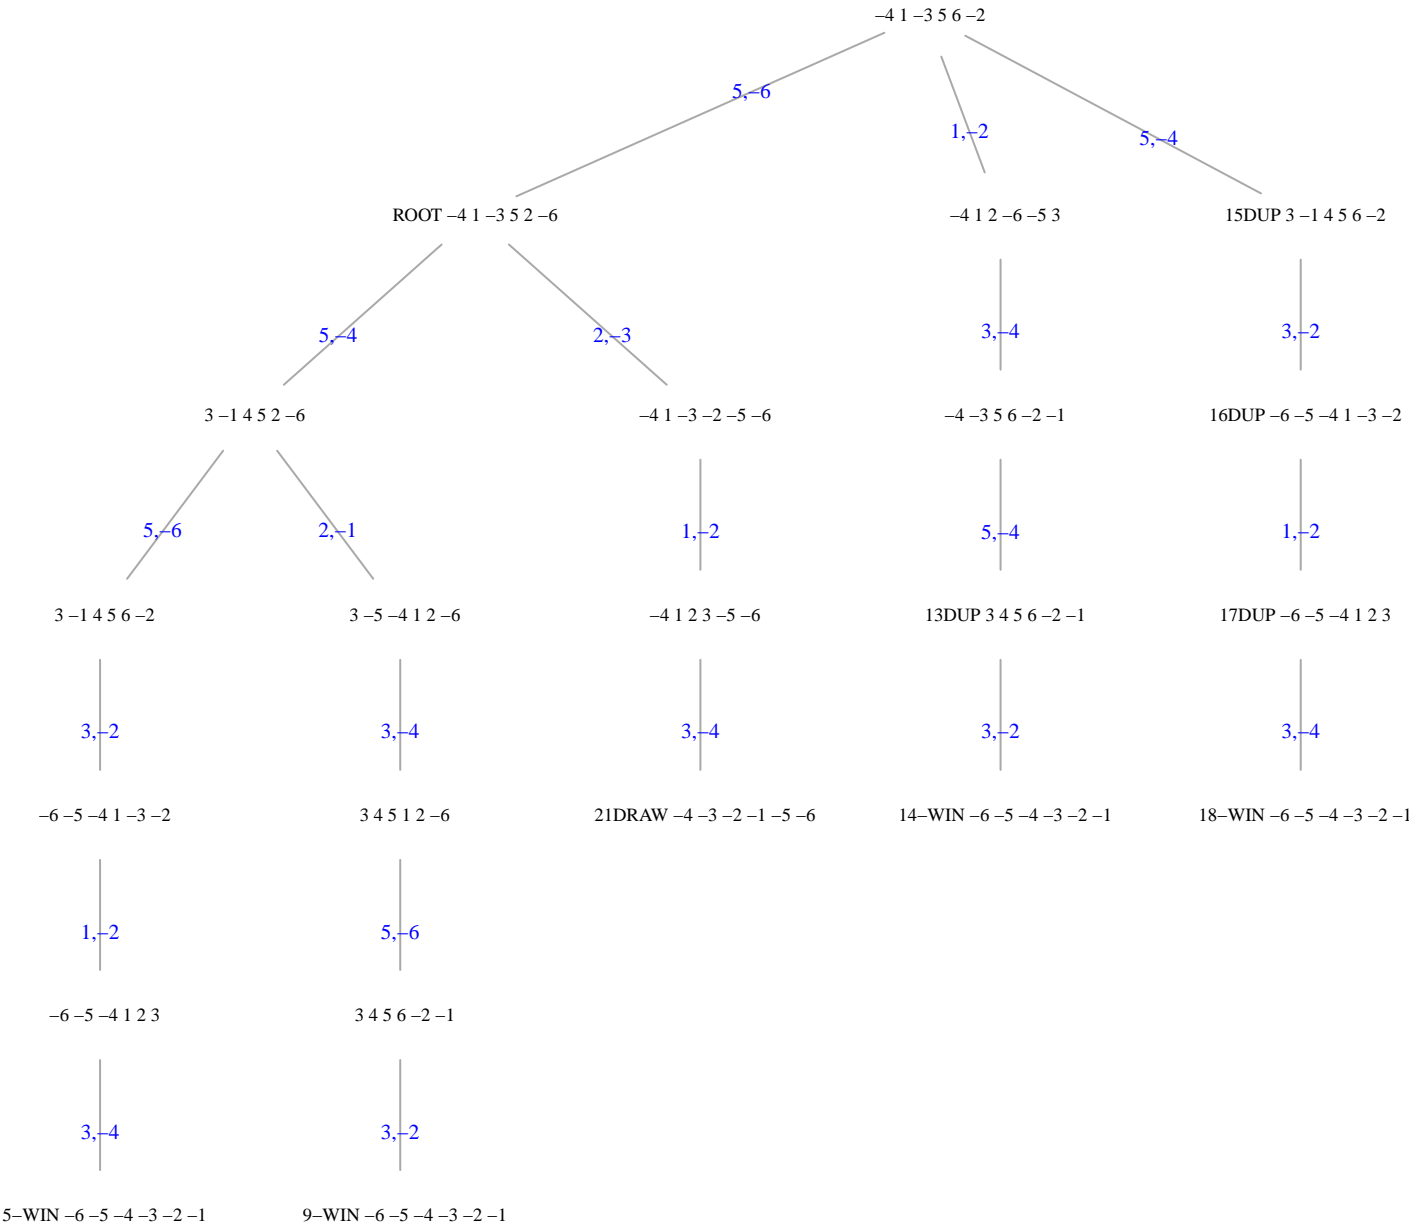 –4 1 –3 5 6 –2
5,–6
1,–2
5,–4
ROOT –4 1 –3 5 2 –6
–4 1 2 –6 –5 3
15DUP 3 –1 4 5 6 –2
5,–4
2,–3
3,–4
3,–2
3 –1 4 5 2 –6
–4 1 –3 –2 –5 –6
–4 –3 5 6 –2 –1
16DUP –6 –5 –4 1 –3 –2
5,–6
2,–1
1,–2
5,–4
1,–2
3 –1 4 5 6 –2
3 –5 –4 1 2 –6
–4 1 2 3 –5 –6
13DUP 3 4 5 6 –2 –1
17DUP –6 –5 –4 1 2 3
3,–2
3,–4
3,–4
3,–2
3,–4
–6 –5 –4 1 –3 –2
3 4 5 1 2 –6
21DRAW –4 –3 –2 –1 –5 –6
14–WIN –6 –5 –4 –3 –2 –1
18–WIN –6 –5 –4 –3 –2 –1
1,–2
5,–6
–6 –5 –4 1 2 3
3 4 5 6 –2 –1
3,–4
3,–2
5–WIN –6 –5 –4 –3 –2 –1
9–WIN –6 –5 –4 –3 –2 –1